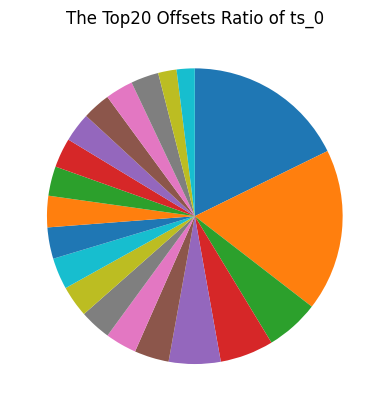 The Top20 Offsets Ratio of ts_0